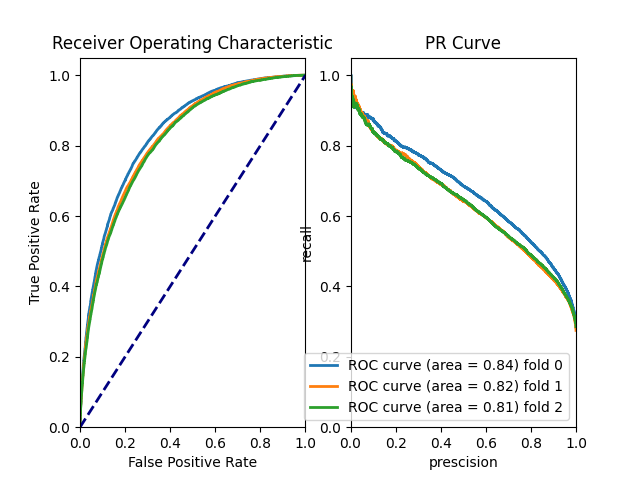 Receiver Operating Characteristic
True Positive Rate
1.0
0.8
0.6
0.4
0.2
0.0
0.0 0.2 0.4 0.6 0.8 1.0
False Positive Rate
PR Curve
recall
1.0
0.8
0.6
0.4
0.2
0.0
ROC curve (area = 0.84) fold 0
ROC curve (area = 0.82) fold 1
ROC curve (area = 0.81) fold 2
0.0 0.2 0.4 0.6 0.8 1.0
prescision